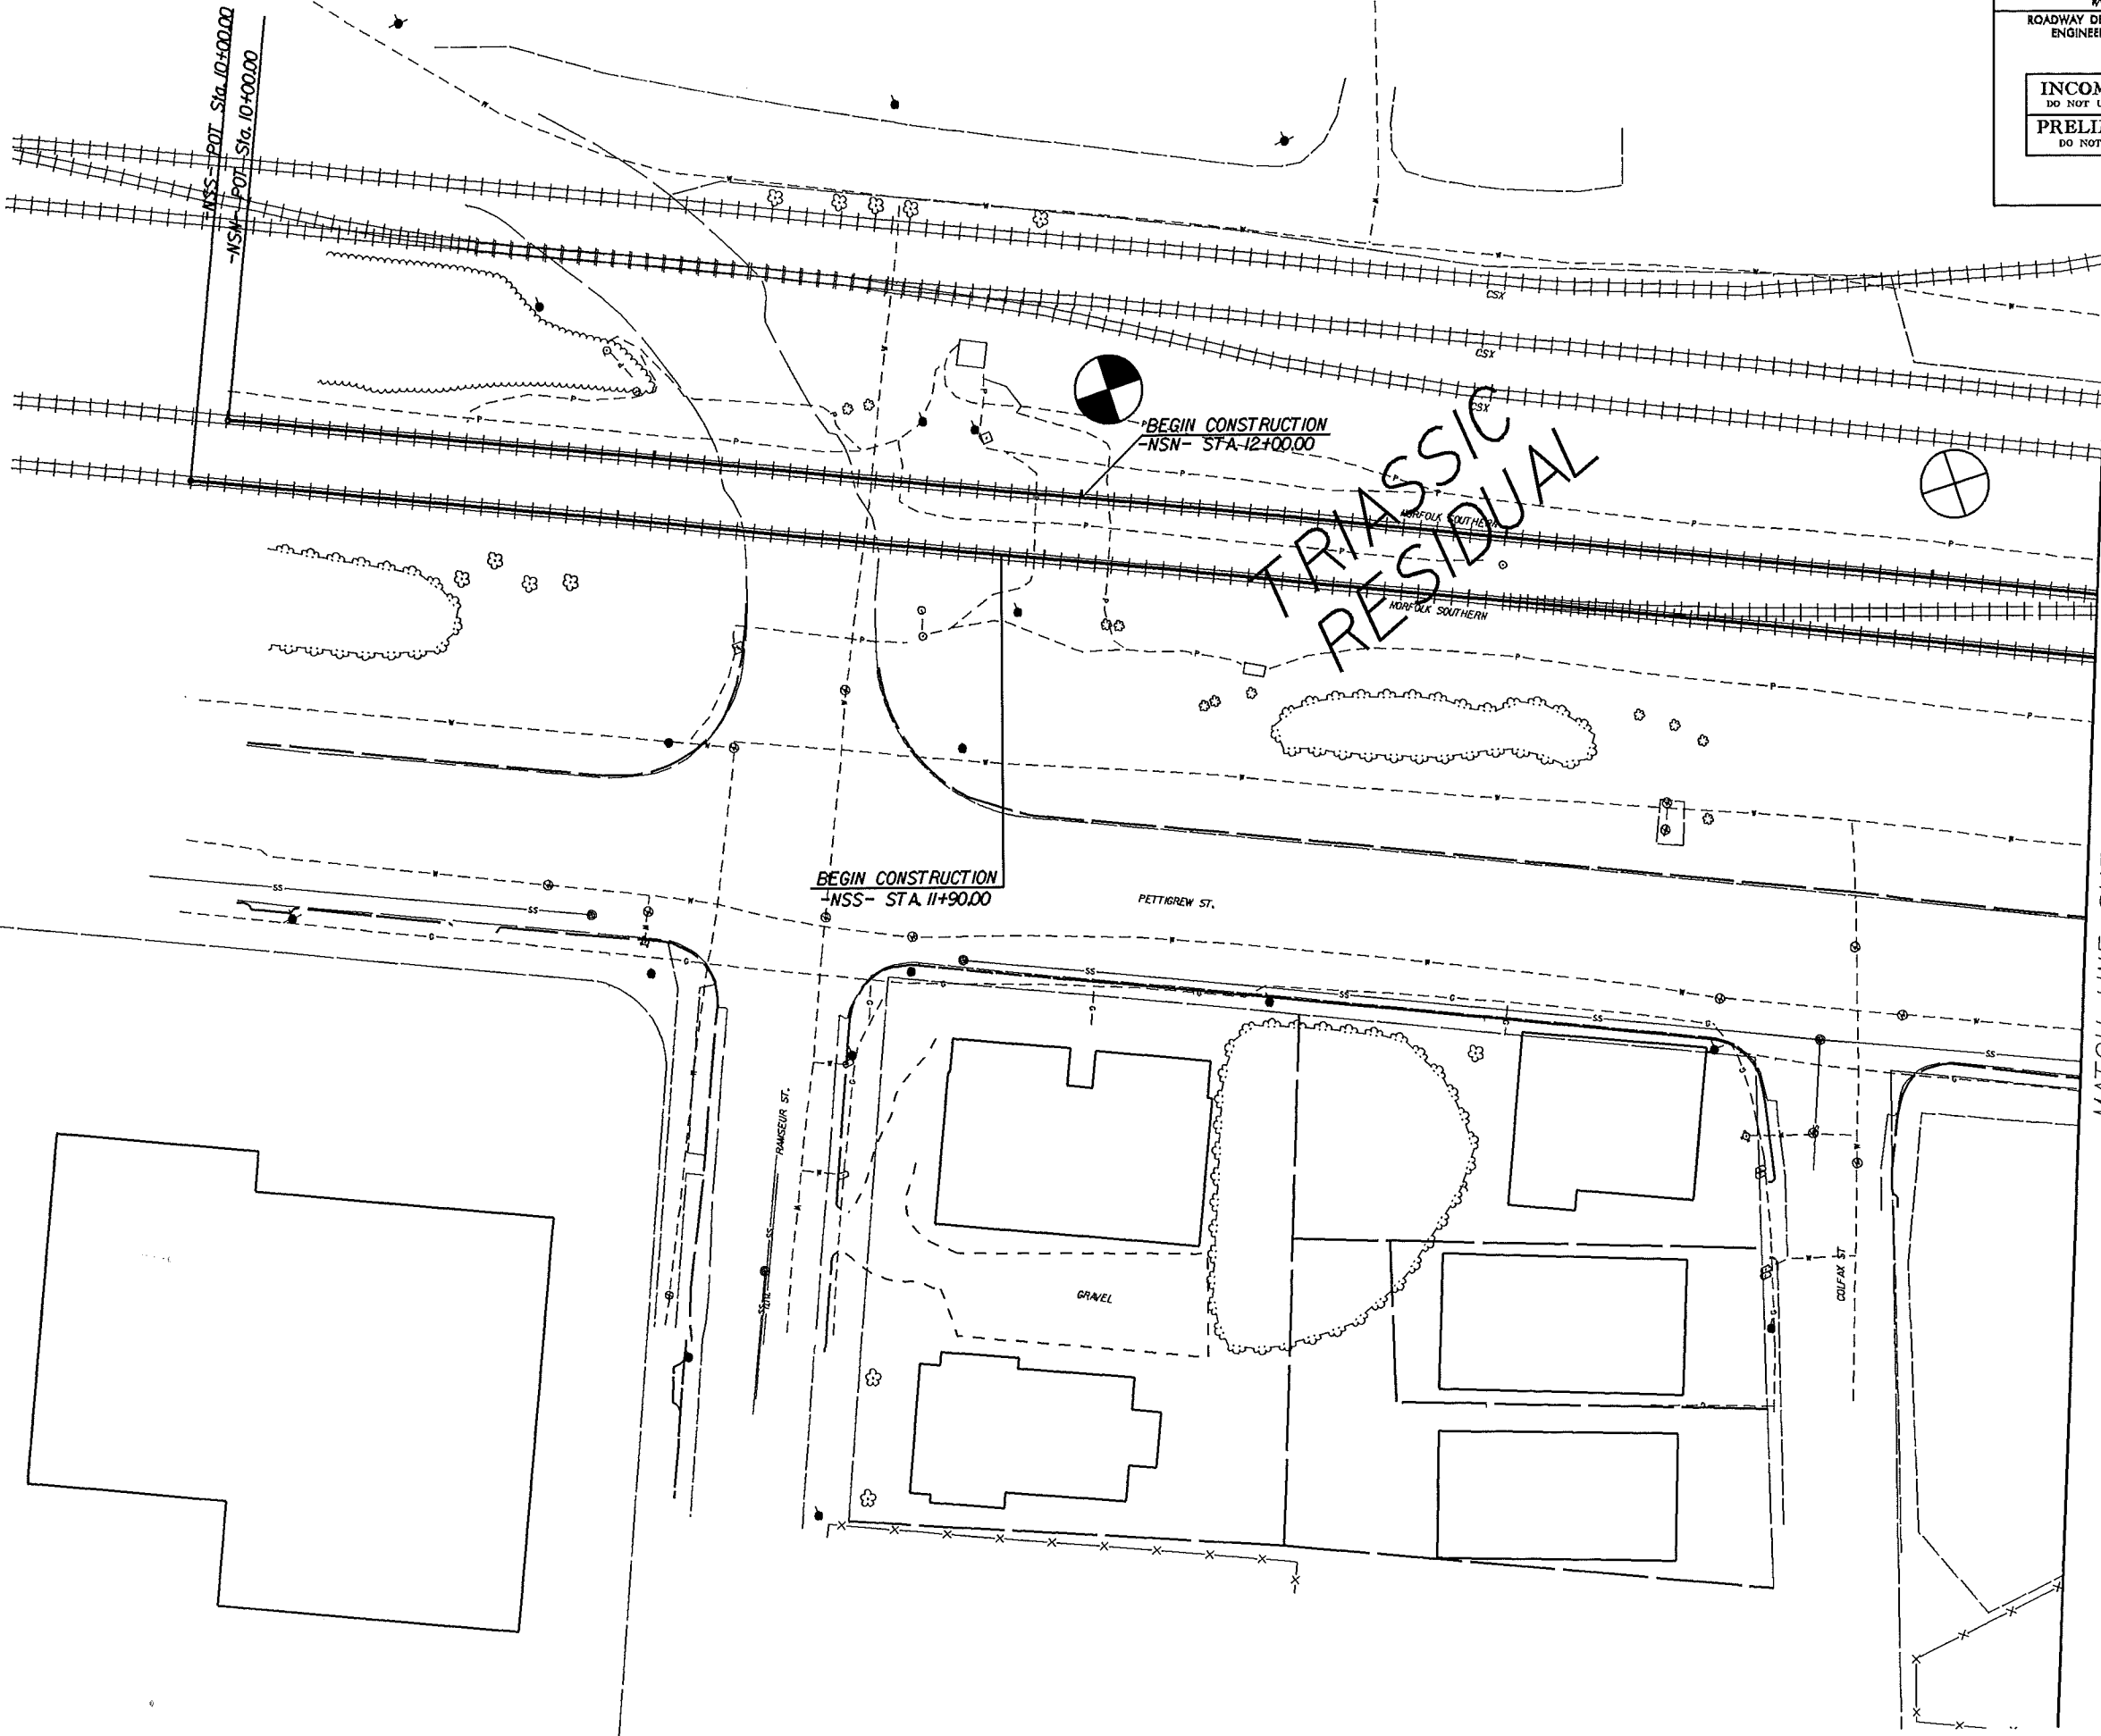 -NSS- POT Sta. 10+00.00
-NSN- POT Sta. 10+00.00
ROADWAY DE
ENGINEE
INCOM
DO NOT U
PRELI
DO NOT
CSX
CSX
CSX
BEGIN CONSTRUCTION
-NSN- STA. 12+00.00
TRIASSIC
RESIDUAL
NORFOLK SOUTHERN
NORFOLK SOUTHERN
BEGIN CONSTRUCTION
-NSS- STA. 11+90.00
PETTIGREW ST.
RAMSEUR ST.
GRAVEL
COLFAX ST